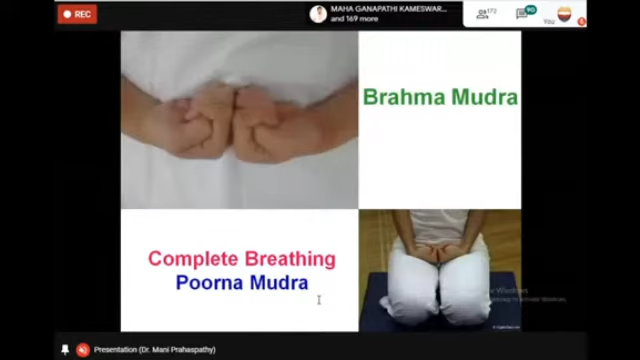 REC
MAHA GANAPATHI KAMESWAR...
and 169 more
172
90
You
Brahma Mudra
Complete Breathing
Poorna Mudra
Presentation (Dr. Mani Prahaspathy)